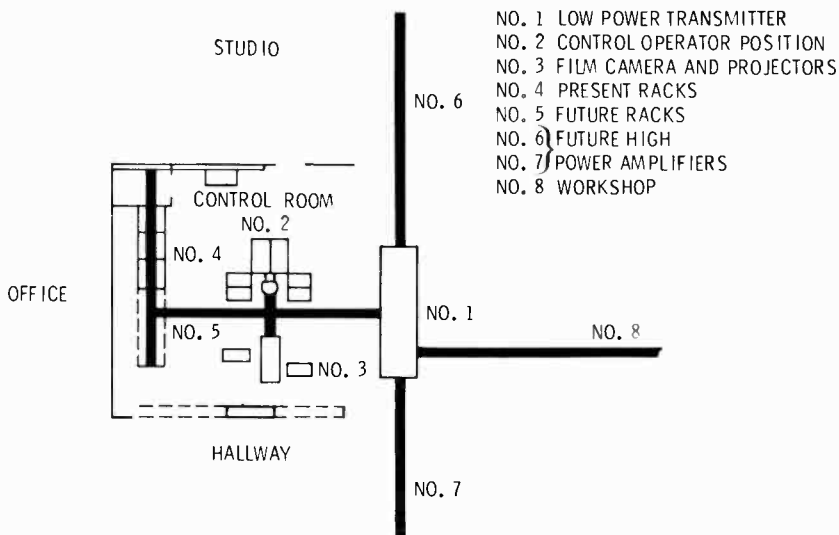 STUDIO
NO. 6
NO. 1 LOW POWER TRANSMITTER
NO. 2 CONTROL OPERATOR POSITION
NO. 3 FILM CAMERA AND PROJECTORS
NO. 4 PRESENT RACKS
NO. 5 FUTURE RACKS
NO. 6 } FUTURE HIGH
NO. 7 } POWER AMPLIFIERS
NO. 8 WORKSHOP
CONTROL ROOM
NO. 2
NO. 4
OFFICE
NO. 5
NO. 1
NO. 8
NO. 3
HALLWAY
NO. 7